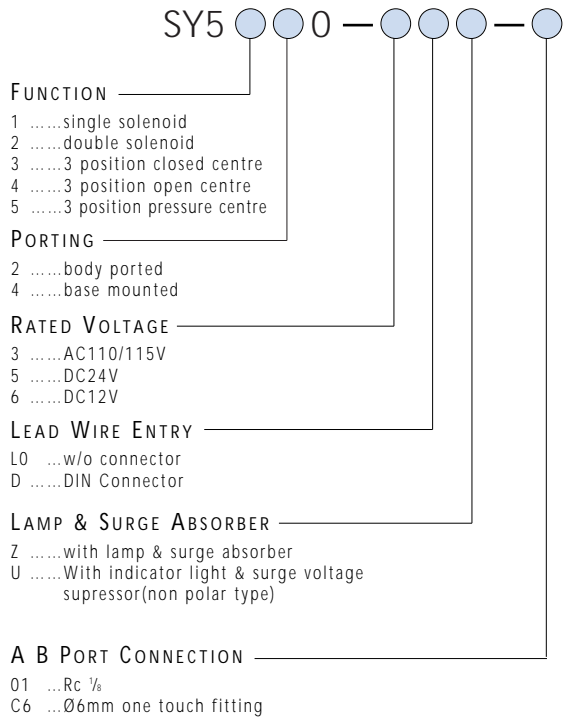 SY5 0 — —
FUNCTION
1 ......single solenoid
2 ......double solenoid
3 ......3 position closed centre
4 ......3 position open centre
5 ......3 position pressure centre
PORTING
2 ......body ported
4 ......base mounted
RATED VOLTAGE
3 ......AC110/115V
5 ......DC24V
6 ......DC12V
LEAD WIRE ENTRY
L0 ...w/o connector
D ......DIN Connector
LAMP & SURGE ABSORBER
Z ......with lamp & surge absorber
U ......With indicator light & surge voltage
supressor(non polar type)
A B PORT CONNECTION
01 ...Rc 1/8
C6 ...Ø6mm one touch fitting